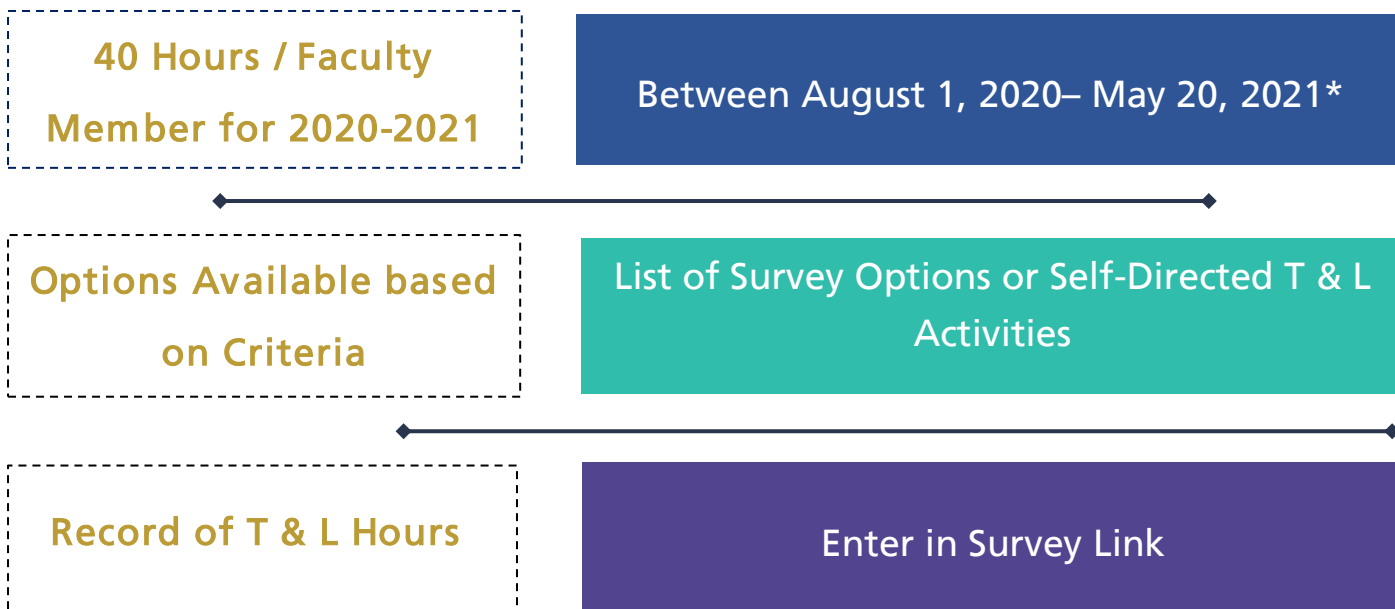 40 Hours / Faculty
Member for 2020-2021
Between August 1, 2020– May 20, 2021*
Options Available based
on Criteria
List of Survey Options or Self-Directed T & L
Activities
Record of T & L Hours
Enter in Survey Link